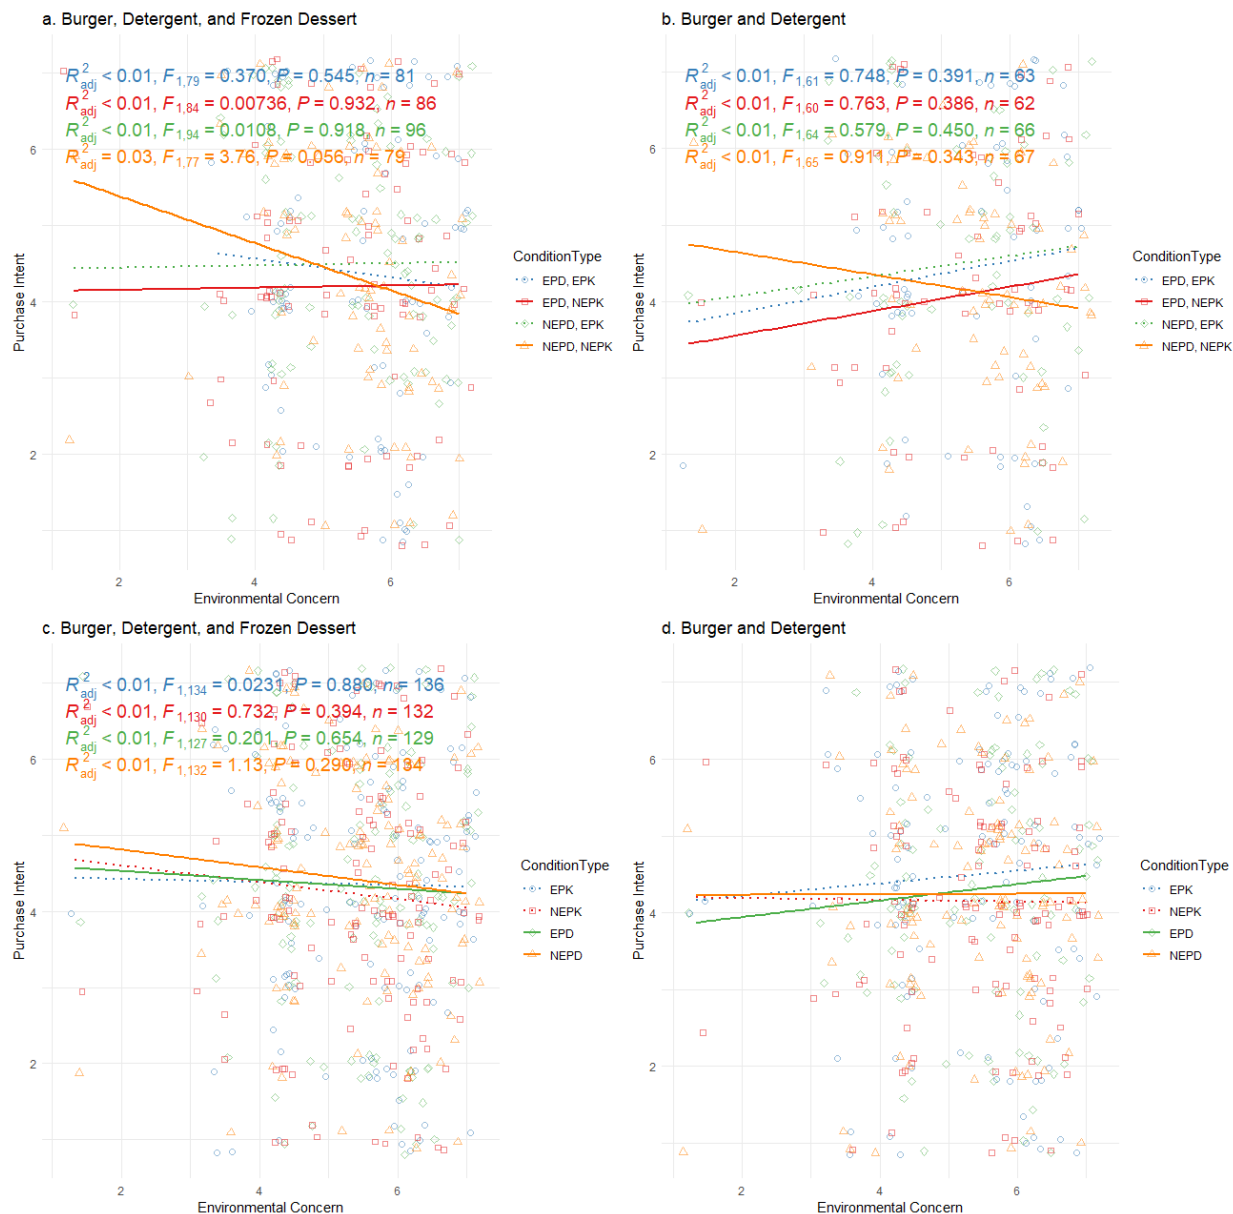 a. Burger, Detergent, and Frozen Dessert
R²adj < 0.01, F1,79 = 0.370, P = 0.545, n = 81
R²adj < 0.01, F1,84 = 0.00736, P = 0.932, n = 86
R²adj < 0.01, F1,94 = 0.0108, P = 0.918, n = 96
R²adj = 0.03, F1,77 = 3.76, P = 0.056, n = 79
6
4
2
Purchase Intent
2 4 6
Environmental Concern
ConditionType
EPD, EPK
EPD, NEPK
NEPD, EPK
NEPD, NEPK
b. Burger and Detergent
R²adj < 0.01, F1,61 = 0.748, P = 0.391, n = 63
R²adj < 0.01, F1,60 = 0.763, P = 0.386, n = 62
R²adj < 0.01, F1,64 = 0.579, P = 0.450, n = 66
R²adj < 0.01, F1,65 = 0.911, P = 0.343, n = 67
6
4
2
Purchase Intent
2 4 6
Environmental Concern
ConditionType
EPD, EPK
EPD, NEPK
NEPD, EPK
NEPD, NEPK
c. Burger, Detergent, and Frozen Dessert
R²adj < 0.01, F1,134 = 0.0231, P = 0.880, n = 136
R²adj < 0.01, F1,130 = 0.732, P = 0.394, n = 132
R²adj < 0.01, F1,127 = 0.201, P = 0.654, n = 129
R²adj < 0.01, F1,132 = 1.13, P = 0.290, n = 134
6
4
2
Purchase Intent
2 4 6
Environmental Concern
ConditionType
EPK
NEPK
EPD
NEPD
d. Burger and Detergent
6
4
2
Purchase Intent
2 4 6
Environmental Concern
ConditionType
EPK
NEPK
EPD
NEPD